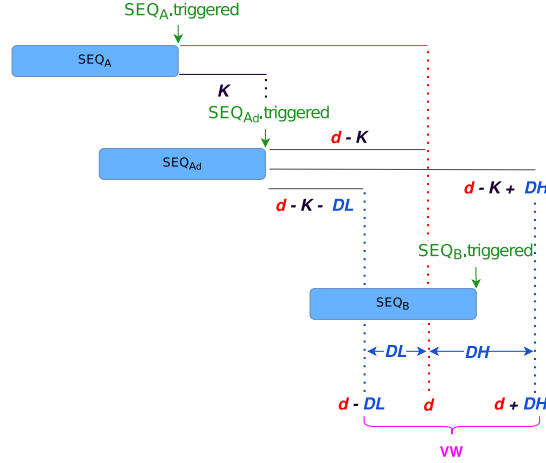 SEQA.triggered
SEQA
K
SEQAd.triggered
d - K
SEQAd
d - K + DH
d - K - DL
SEQB.triggered
SEQB
DL
DH
d - DL
d
d + DH
VW